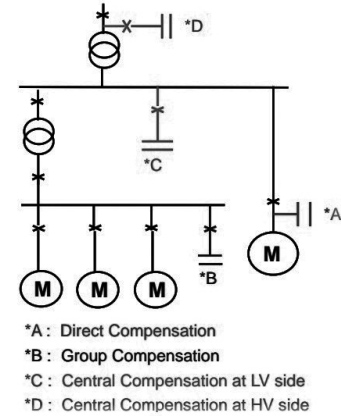 *D
*C
*A
M
*B
M M M
*A : Direct Compensation
*B : Group Compensation
*C : Central Compensation at LV side
*D : Central Compensation at HV side